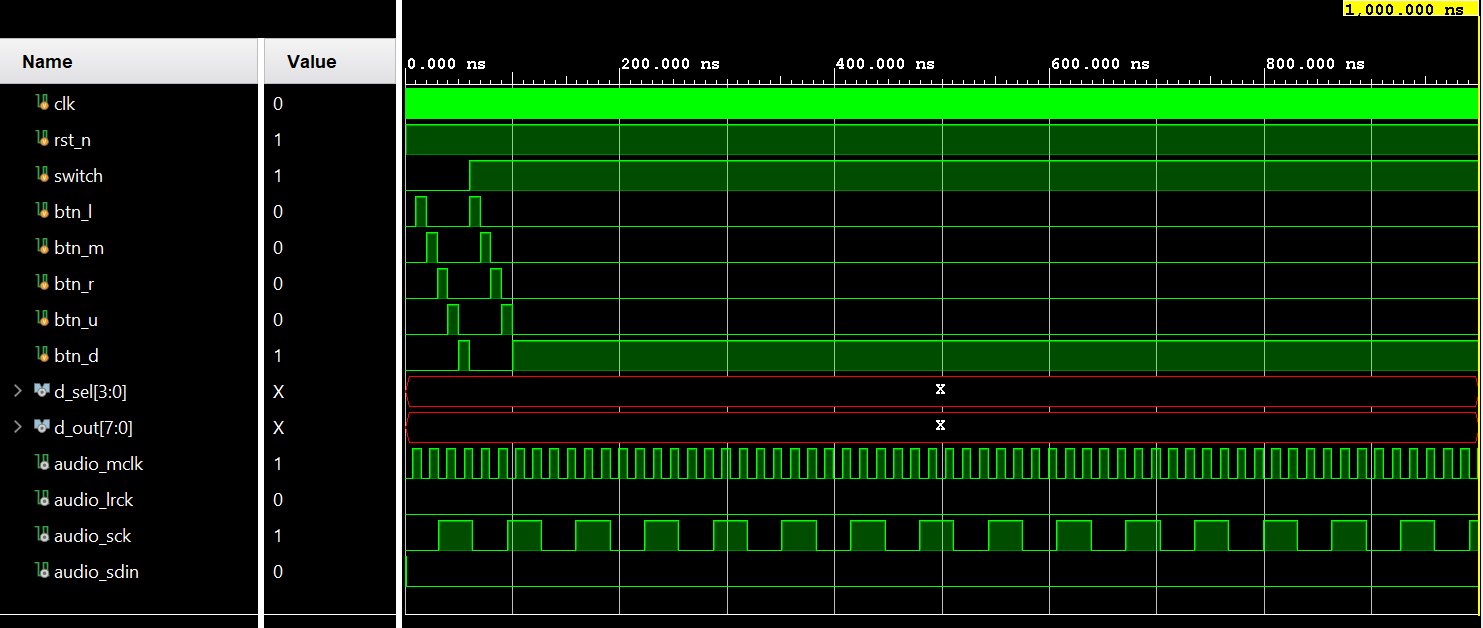 1,000.000 ns
Name Value
0.000 ns 200.000 ns 400.000 ns 600.000 ns 800.000 ns
clk 0
rst_n 1
switch 1
btn_l 0
btn_m 0
btn_r 0
btn_u 0
btn_d 1
d_sel[3:0] X X
d_out[7:0] X X
audio_mclk 1
audio_lrck 0
audio_sck 1
audio_sdin 0